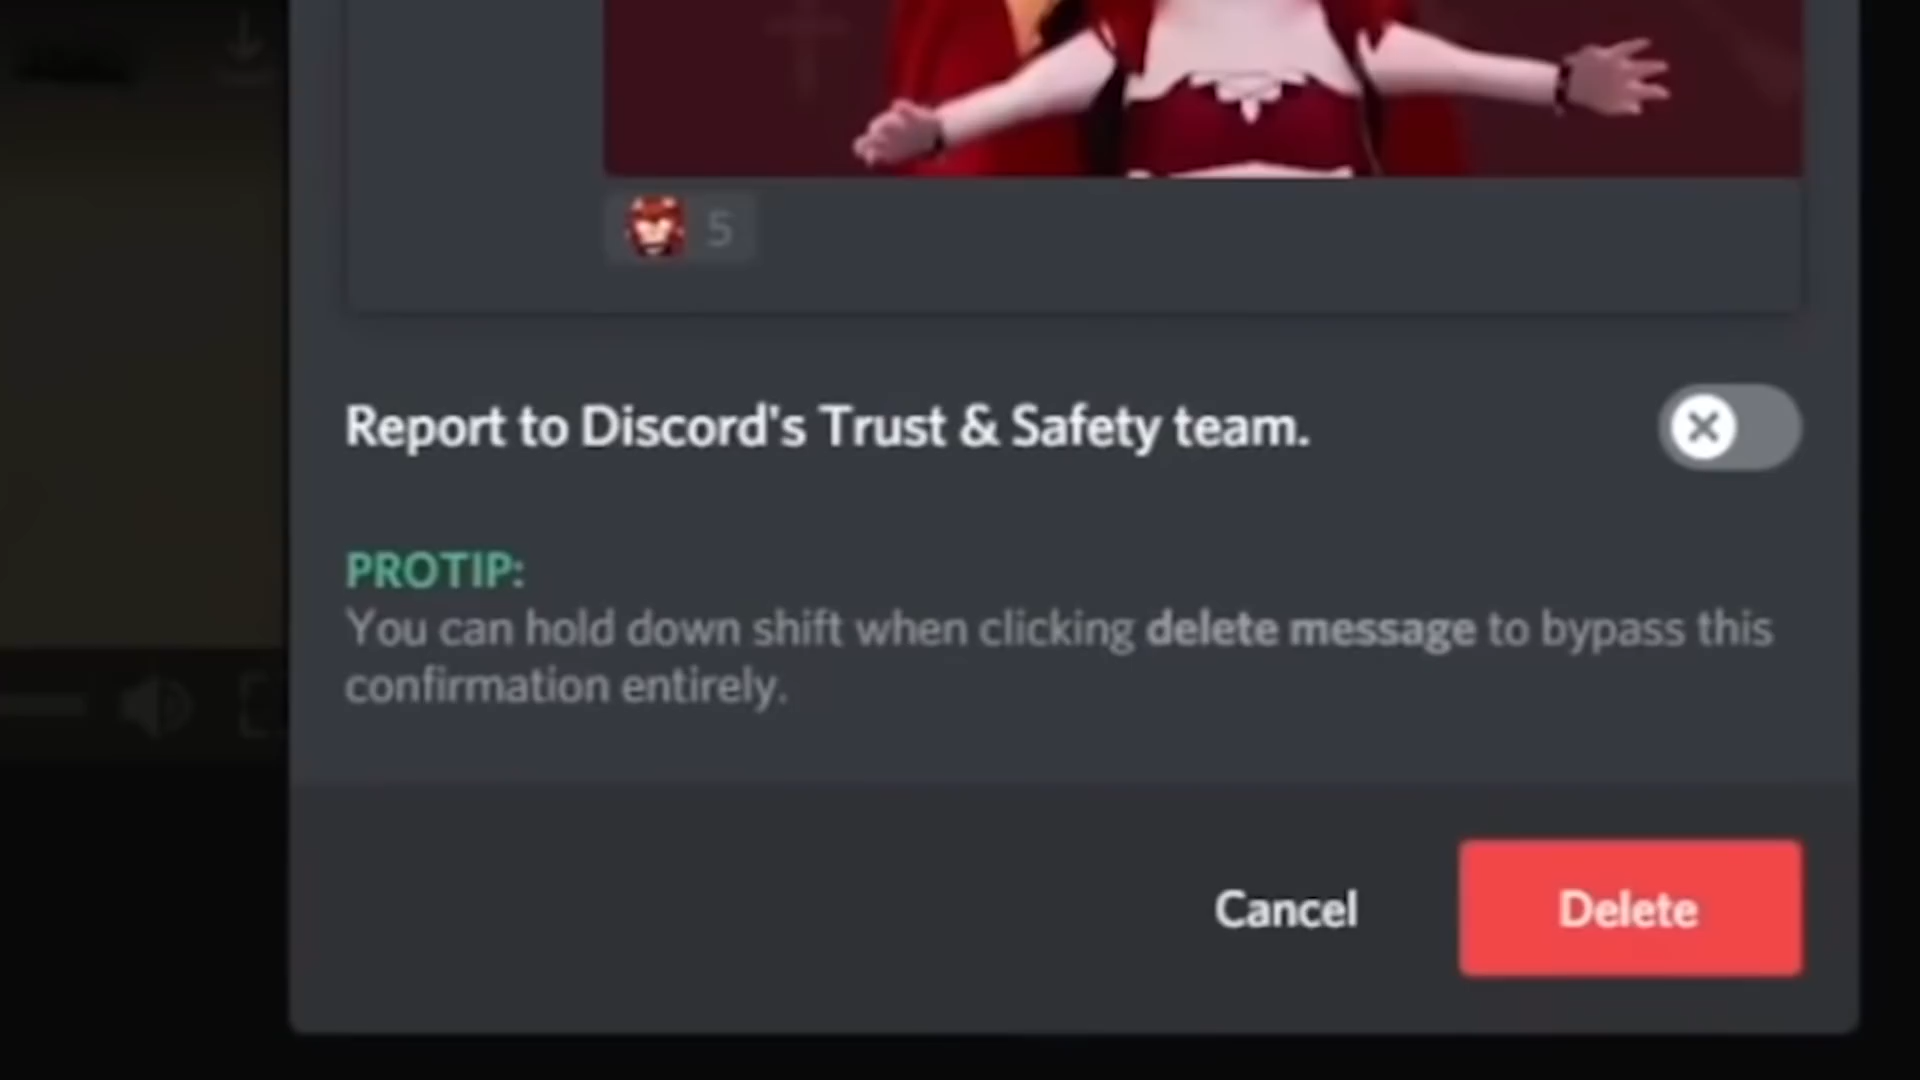 5
Report to Discord's Trust & Safety team.
PROTIP:
You can hold down shift when clicking delete message to bypass this
confirmation entirely.
Cancel
Delete